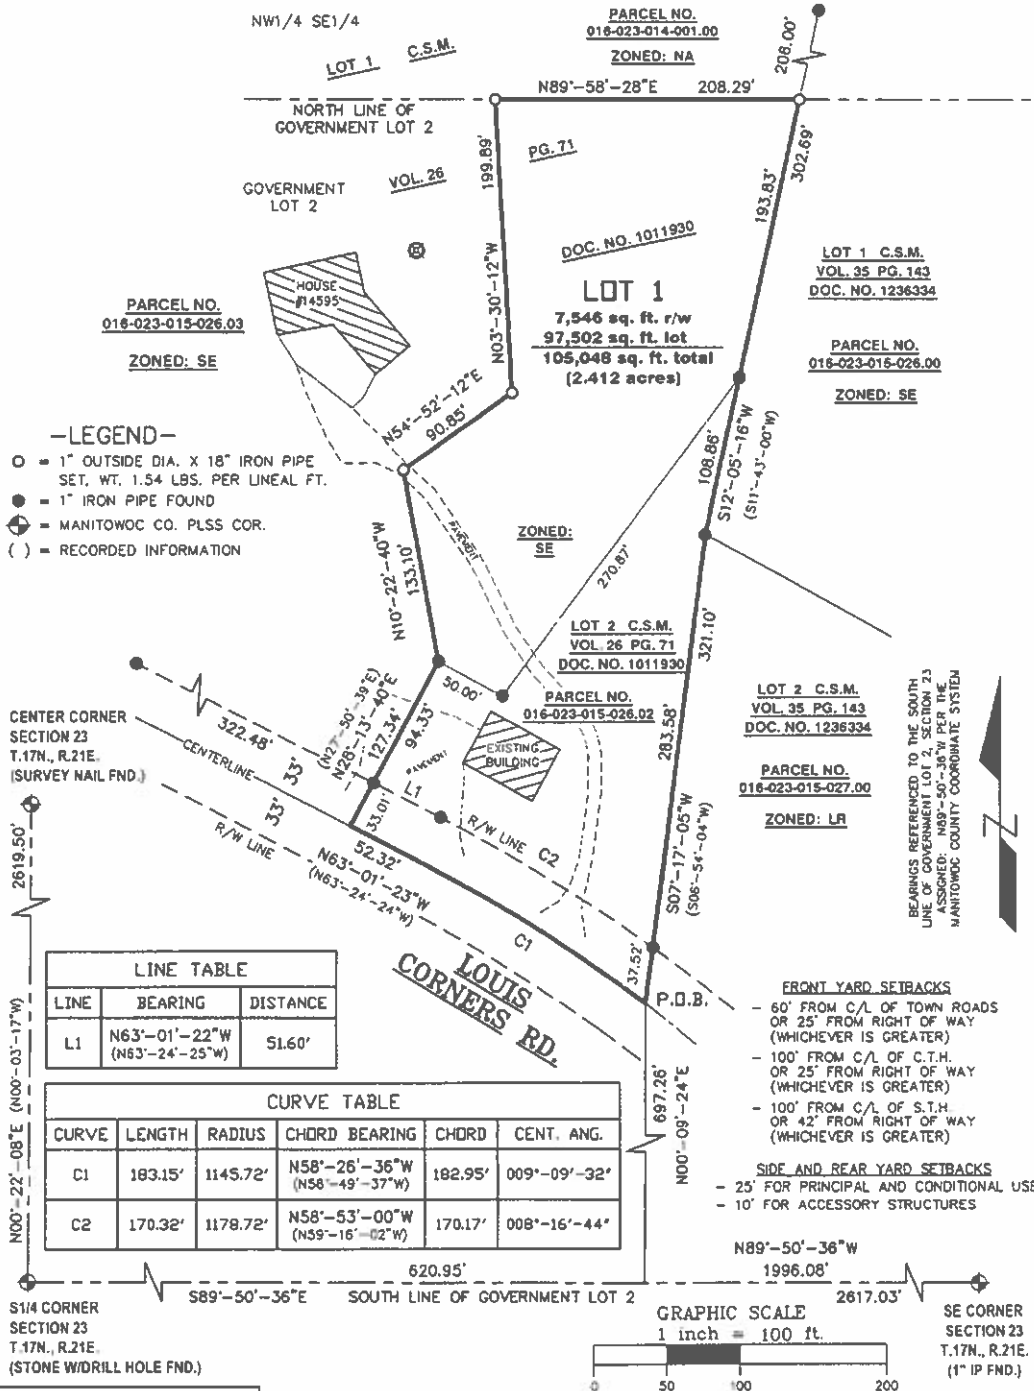 NW1/4 SE1/4
PARCEL NO.
016-023-014-001.00
ZONED: NA
208.00'
LOT 1 C.S.M.
N89°-58'-28"E 208.29'
NORTH LINE OF
GOVERNMENT LOT 2
GOVERNMENT
LOT 2
VOL. 26
PG. 71
199.89'
N03°-30'-12"W
193.83'
302.69'
DOC. NO. 1011930
LOT 1
7,546 sq. ft. r/w
97,502 sq. ft. lot
105,048 sq. ft. total
(2.412 acres)
LOT 1 C.S.M.
VOL. 35 PG. 143
DOC. NO. 1236334
PARCEL NO.
016-023-015-026.00
ZONED: SE
HOUSE
#14595
PARCEL NO.
016-023-015-026.03
ZONED: SE
N54°-52'-12"E
90.85'
-LEGEND-
○ = 1" OUTSIDE DIA. X 18" IRON PIPE
SET, WT. 1.54 LBS. PER LINEAL FT.
● = 1" IRON PIPE FOUND
= MANITOWOC CO. PLSS COR.
( ) = RECORDED INFORMATION
108.86'
S12°-05'-16"W
(S11°-43'-00"W)
N10°-22'-40"W
133.10'
PAVEMENT
ZONED:
SE
270.87'
LOT 2 C.S.M.
VOL. 26 PG. 71
DOC. NO. 1011930
PARCEL NO.
016-023-015-026.02
321.10'
283.58'
S07°-17'-05"W
(S06°-54'-04"W)
LOT 2 C.S.M.
VOL. 35 PG. 143
DOC. NO. 1236334
PARCEL NO.
016-023-015-027.00
ZONED: LR
BEARINGS REFERENCED TO THE SOUTH
LINE OF GOVERNMENT LOT 2, SECTION 23
ASSIGNED: N89°-50'-36"W PER THE
MANITOWOC COUNTY COORDINATE SYSTEM
50.00'
(N27°-50'-39"E)
N28°-13'-40"E
127.34'
94.33'
PAVEMENT
EXISTING
BUILDING
322.48'
CENTERLINE
33'
33'
R/W LINE
33.01'
L1
R/W LINE
C2
52.32'
N63°-01'-23"W
(N63°-24'-24"W)
C1
37.52'
P.O.B.
LOUIS
CORNERS RD.
CENTER CORNER
SECTION 23
T.17N., R.21E.
(SURVEY NAIL FND.)
2619.50'
N00°-22'-08"E (N00°-03'-17"W)
LINE TABLE
LINE BEARING DISTANCE
L1 N63°-01'-22"W 51.60'
(N63°-24'-25"W)
CURVE TABLE
CURVE LENGTH RADIUS CHORD BEARING CHORD CENT. ANG.
C1 183.15' 1145.72' N58°-26'-36"W 182.95' 009°-09'-32"
(N58°-49'-37"W)
C2 170.32' 1178.72' N58°-53'-00"W 170.17' 008°-16'-44"
(N59°-16'-02"W)
697.26'
N00°-09'-24"E
FRONT YARD SETBACKS
- 60' FROM C/L OF TOWN ROADS
OR 25' FROM RIGHT OF WAY
(WHICHEVER IS GREATER)
- 100' FROM C/L OF C.T.H.
OR 25' FROM RIGHT OF WAY
(WHICHEVER IS GREATER)
- 100' FROM C/L OF S.T.H.
OR 42' FROM RIGHT OF WAY
(WHICHEVER IS GREATER)
SIDE AND REAR YARD SETBACKS
- 25' FOR PRINCIPAL AND CONDITIONAL USE
- 10' FOR ACCESSORY STRUCTURES
N89°-50'-36"W
620.95'
1996.08'
S89°-50'-36"E SOUTH LINE OF GOVERNMENT LOT 2
2617.03'
S1/4 CORNER
SECTION 23
T.17N., R.21E.
(STONE W/DRILL HOLE FND.)
GRAPHIC SCALE
1 inch = 100 ft.
0 50 100 200
SE CORNER
SECTION 23
T.17N., R.21E.
(1" IP FND.)